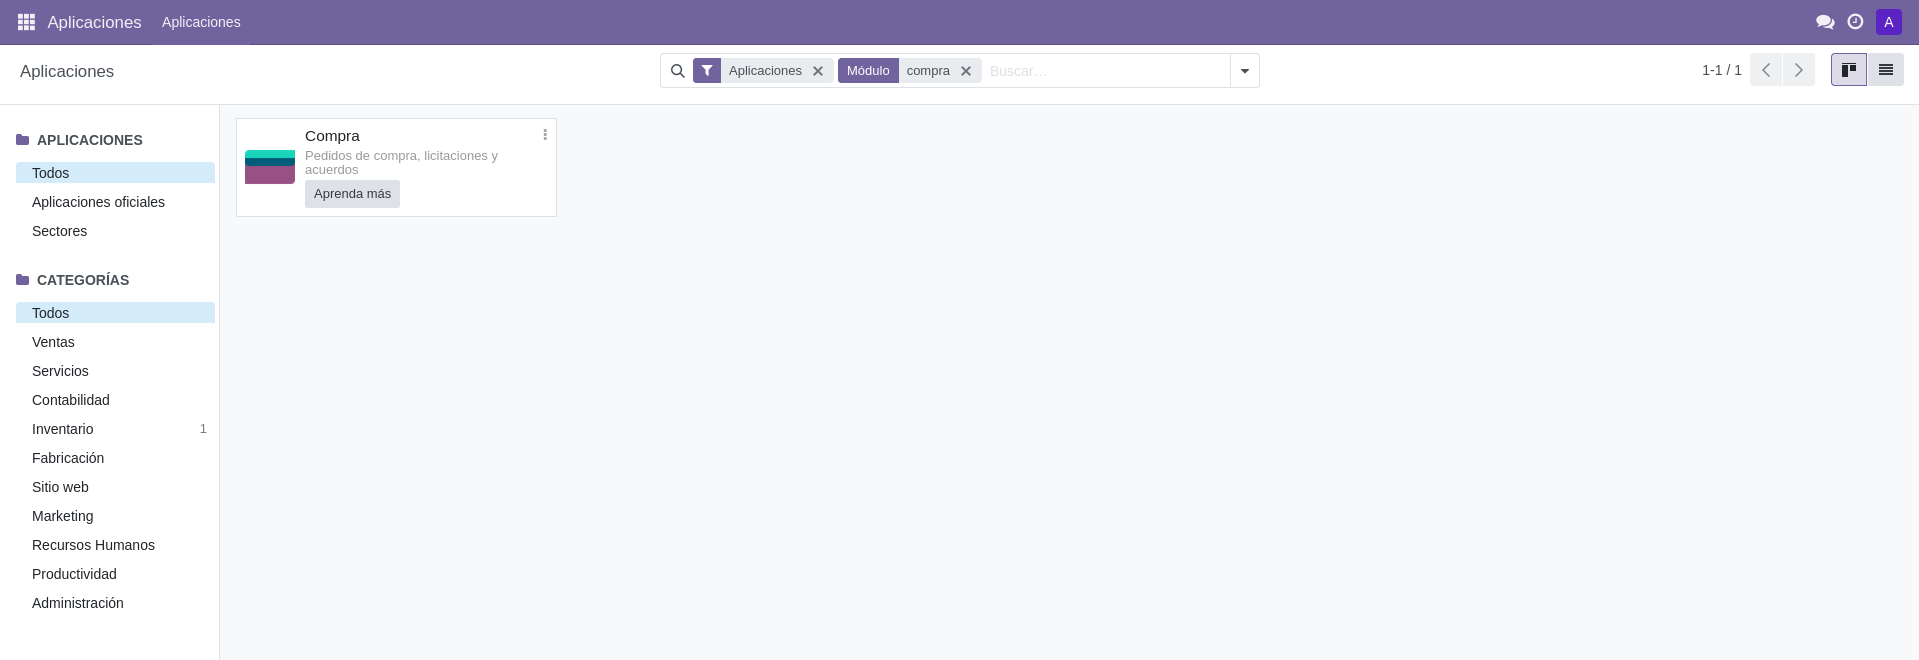 Aplicaciones Aplicaciones A
Aplicaciones Aplicaciones Módulo compra Buscar... 1-1 / 1
APLICACIONES
Todos
Aplicaciones oficiales
Sectores
CATEGORÍAS
Todos
Ventas
Servicios
Contabilidad
Inventario 1
Fabricación
Sitio web
Marketing
Recursos Humanos
Productividad
Administración
Compra
Pedidos de compra, licitaciones y
acuerdos
Aprenda más